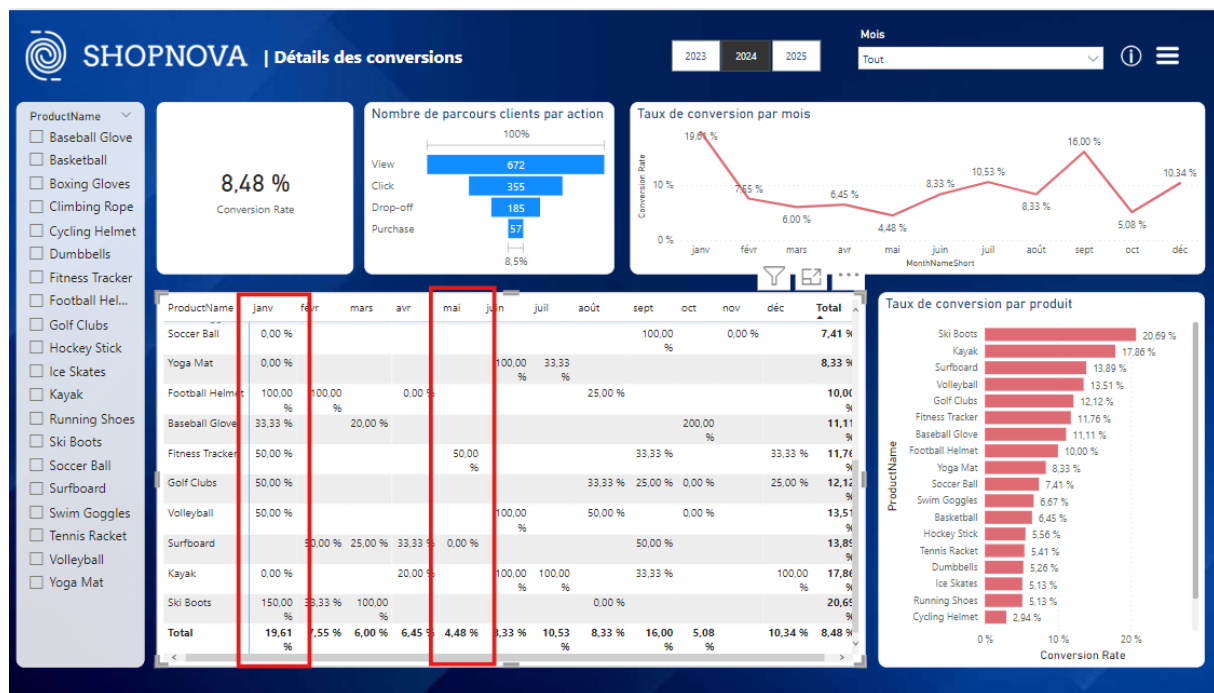 SHOPNOVA | Détails des conversions
2023 2024 2025
Mois
Tout
ProductName
Baseball Glove
Basketball
Boxing Gloves
Climbing Rope
Cycling Helmet
Dumbbells
Fitness Tracker
Football Hel...
Golf Clubs
Hockey Stick
Ice Skates
Kayak
Running Shoes
Ski Boots
Soccer Ball
Surfboard
Swim Goggles
Tennis Racket
Volleyball
Yoga Mat
8,48 %
Conversion Rate
Nombre de parcours clients par action
100%
View 672
Click 355
Drop-off 185
Purchase 57
8,5%
Taux de conversion par mois
Conversion Rate
10 %
0 %
19,61 %
7,55 %
6,00 %
6,45 %
4,48 %
8,33 %
10,53 %
8,33 %
16,00 %
5,08 %
10,34 %
janv févr mars avr mai juin juil août sept oct déc
MonthNameShort
ProductName janv févr mars avr mai juin juil août sept oct nov déc Total
Soccer Ball 0,00 % 100,00 % 0,00 % 7,41 %
Yoga Mat 0,00 % 100,00 % 33,33 % 8,33 %
Football Helmet 100,00 % 100,00 % 0,00 % 25,00 % 10,00 %
Baseball Glove 33,33 % 20,00 % 200,00 % 11,11 %
Fitness Tracker 50,00 % 50,00 % 33,33 % 33,33 % 11,76 %
Golf Clubs 50,00 % 33,33 % 25,00 % 0,00 % 25,00 % 12,12 %
Volleyball 50,00 % 100,00 % 50,00 % 0,00 % 13,51 %
Surfboard 50,00 % 25,00 % 33,33 % 0,00 % 50,00 % 13,89 %
Kayak 0,00 % 20,00 % 100,00 % 100,00 % 33,33 % 100,00 % 17,86 %
Ski Boots 150,00 % 33,33 % 100,00 % 0,00 % 20,69 %
Total 19,61 % 7,55 % 6,00 % 6,45 % 4,48 % 8,33 % 10,53 % 8,33 % 16,00 % 5,08 % 10,34 % 8,48 %
Taux de conversion par produit
ProductName
Ski Boots 20,69 %
Kayak 17,86 %
Surfboard 13,89 %
Volleyball 13,51 %
Golf Clubs 12,12 %
Fitness Tracker 11,76 %
Baseball Glove 11,11 %
Football Helmet 10,00 %
Yoga Mat 8,33 %
Soccer Ball 7,41 %
Swim Goggles 6,67 %
Basketball 6,45 %
Hockey Stick 5,56 %
Tennis Racket 5,41 %
Dumbbells 5,26 %
Ice Skates 5,13 %
Running Shoes 5,13 %
Cycling Helmet 2,94 %
0 % 10 % 20 %
Conversion Rate